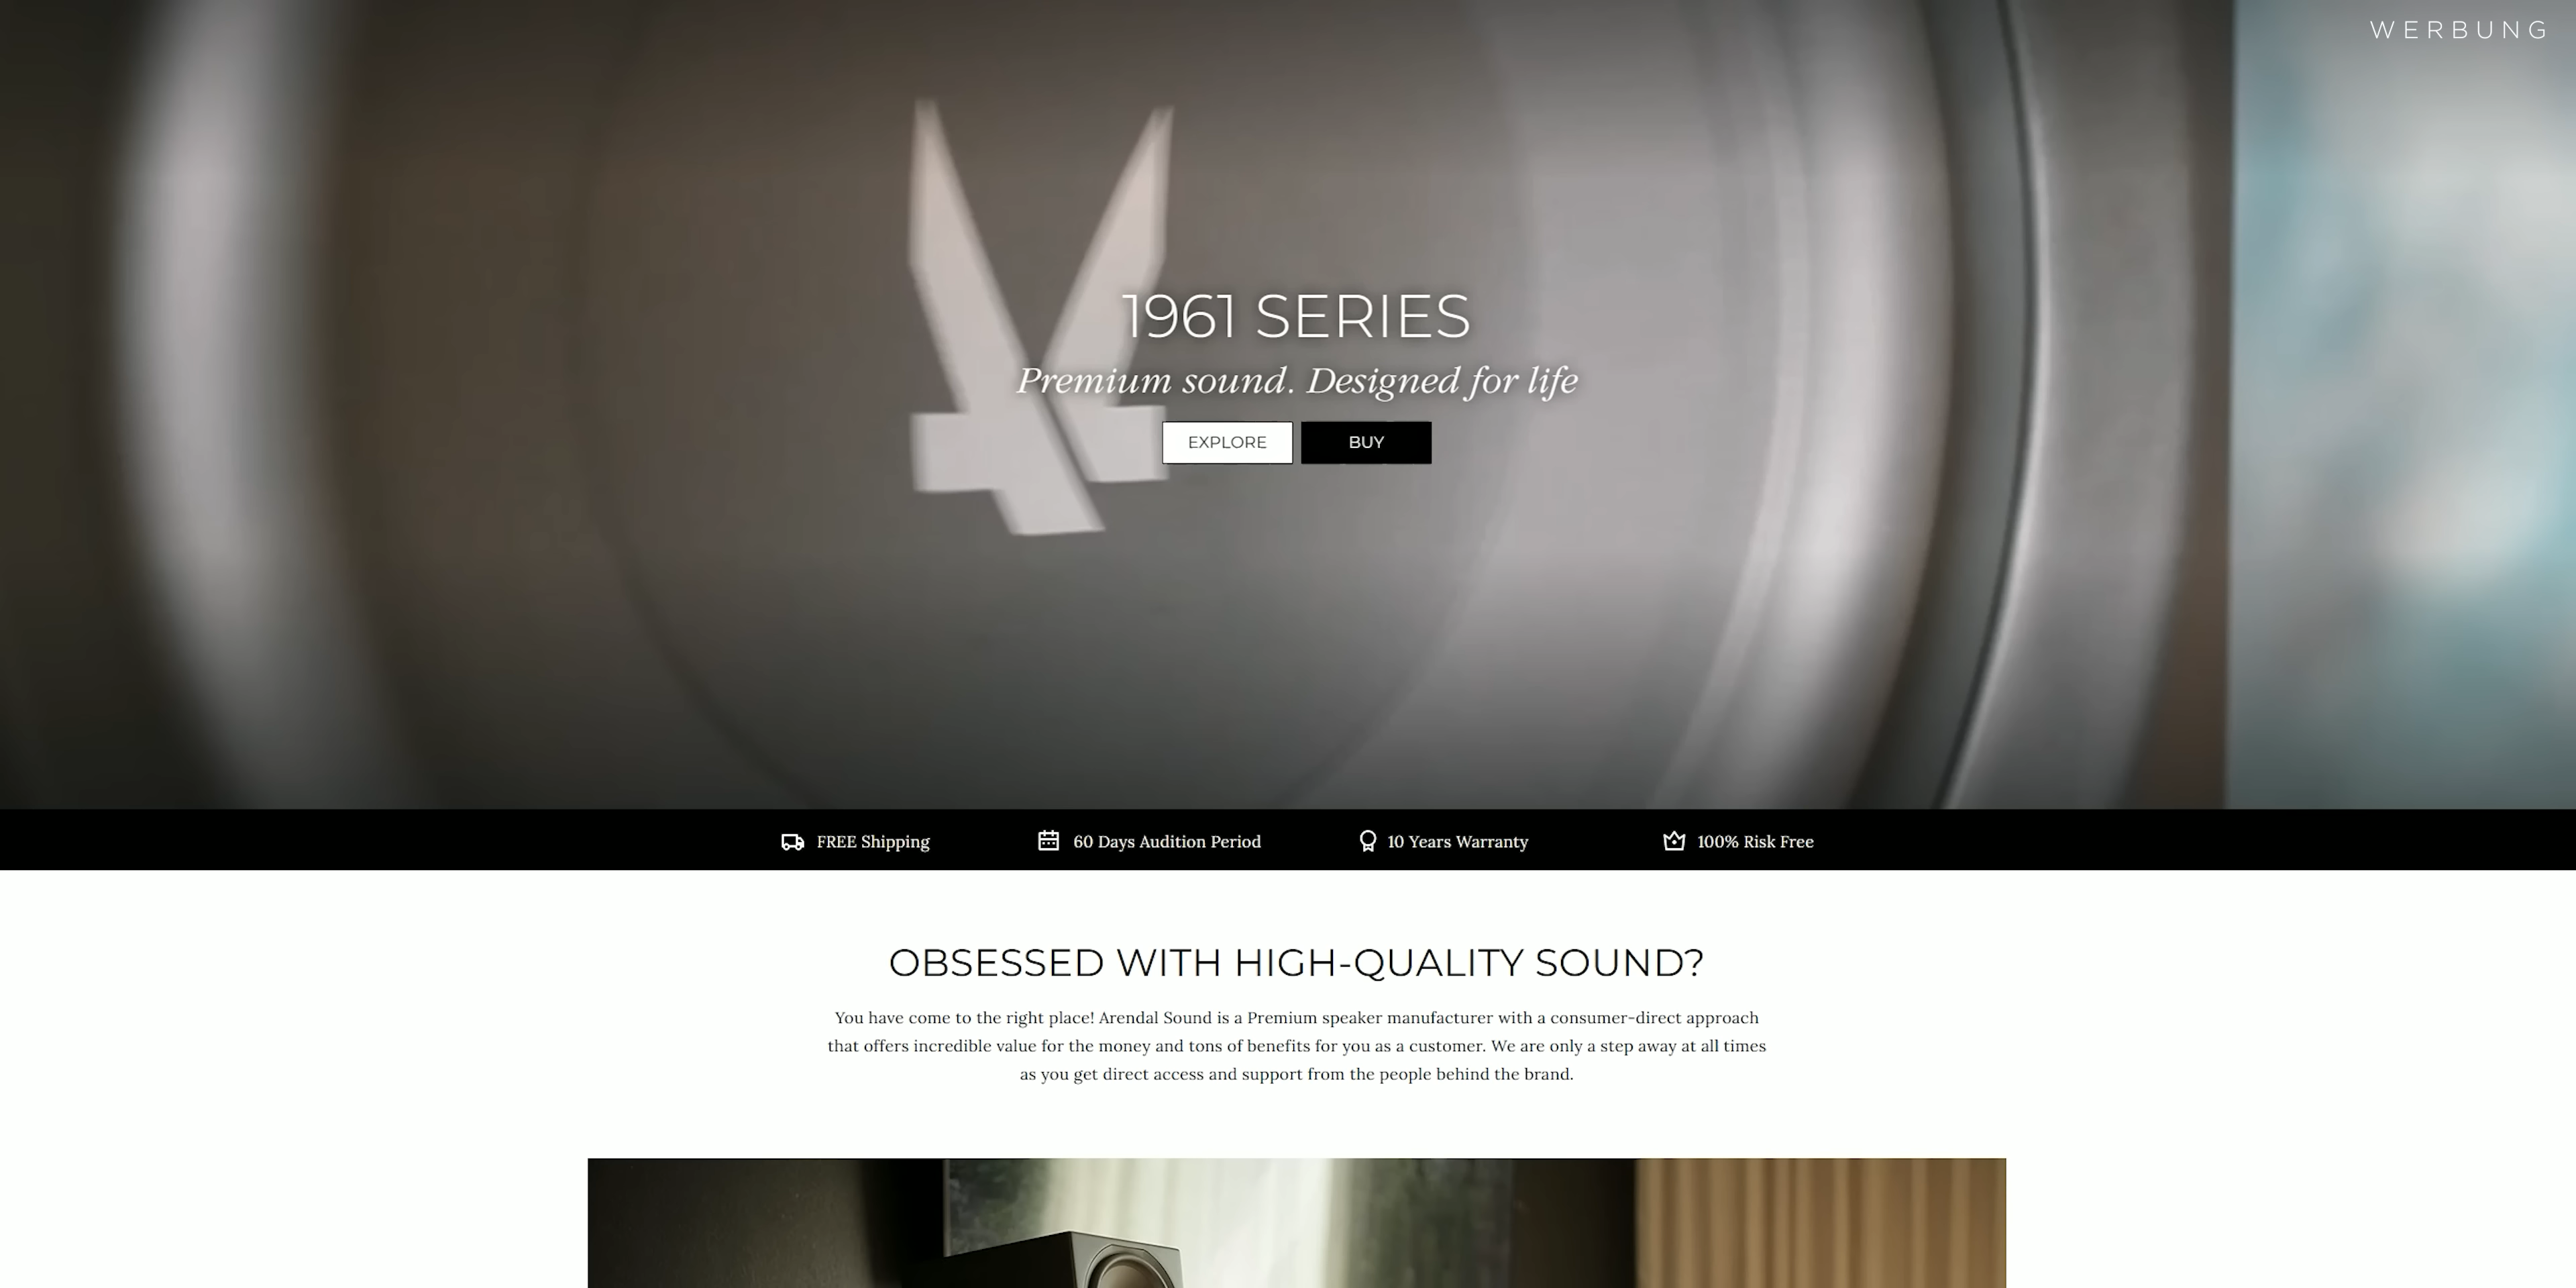 WERBUNG
1961 SERIES
Premium sound. Designed for life
EXPLORE BUY
FREE Shipping 60 Days Audition Period 10 Years Warranty 100% Risk Free
OBSESSED WITH HIGH-QUALITY SOUND?
You have come to the right place! Arendal Sound is a Premium speaker manufacturer with a consumer-direct approach
that offers incredible value for the money and tons of benefits for you as a customer. We are only a step away at all times
as you get direct access and support from the people behind the brand.